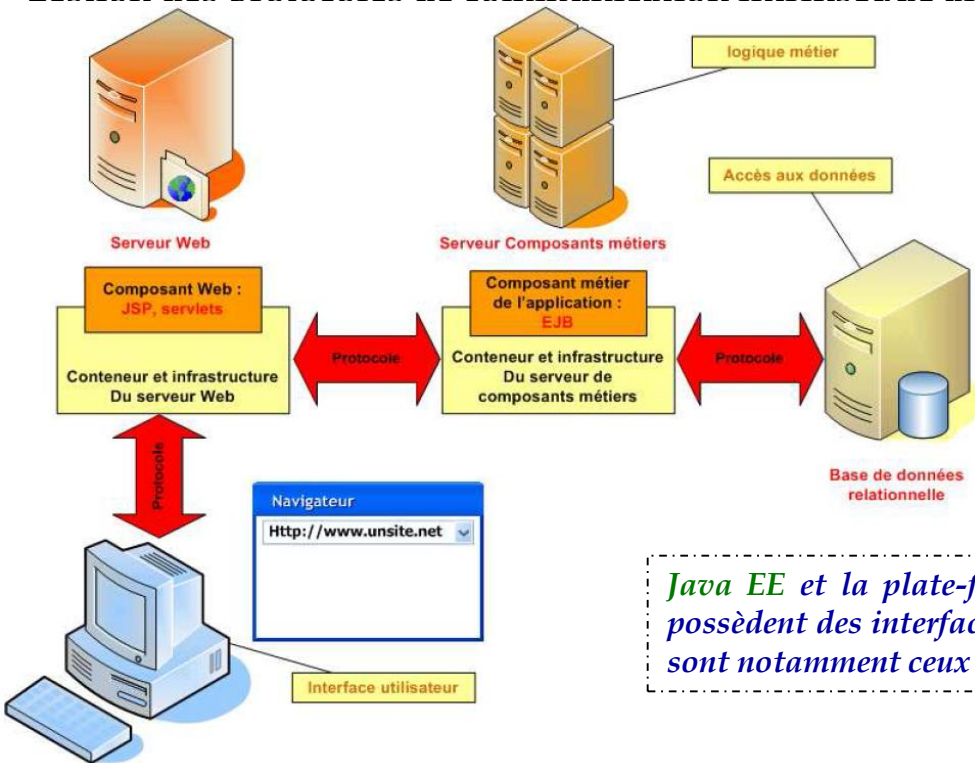 logique métier
Accès aux données
Serveur Web
Serveur Composants métiers
Composant Web :
JSP, servlets
Conteneur et infrastructure
Du serveur Web
Protocole
Composant métier
de l'application :
EJB
Conteneur et infrastructure
Du serveur de
composants métiers
Protocole
Base de données
relationnelle
Protocole
Navigateur
Http://www.unsite.net
Interface utilisateur
Java EE et la
possèdent des
sont notamment ceux